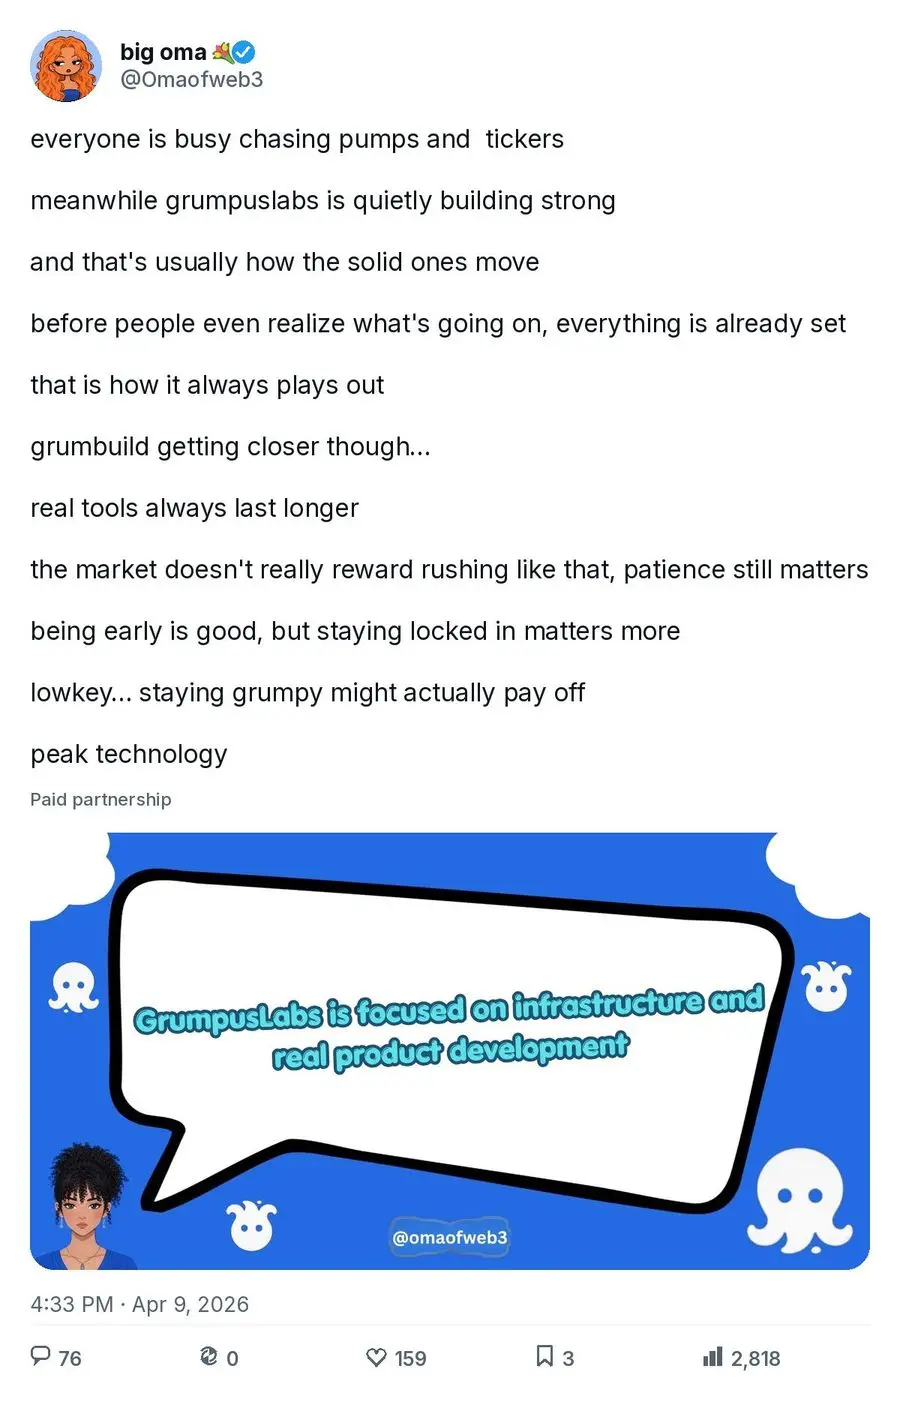 big oma
@Omaofweb3
everyone is busy chasing pumps and  tickers
meanwhile grumpuslabs is quietly building strong
and that's usually how the solid ones move
before people even realize what's going on, everything is already set
that is how it always plays out
grumbuild getting closer though...
real tools always last longer
the market doesn't really reward rushing like that, patience still matters
being early is good, but staying locked in matters more
lowkey... staying grumpy might actually pay off
peak technology
Paid partnership
GrumpusLabs is focused on infrastructure and
real product development
@omaofweb3
4:33 PM · Apr 9, 2026
76 0 159 3 2,818